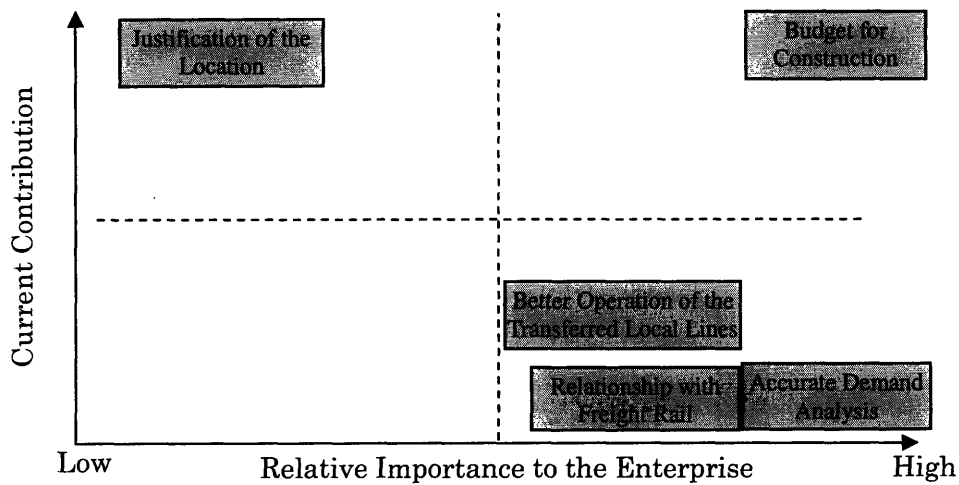 Justification of the
Location
Budget for
Construction
Current Contribution
Better Operation of the
Transferred Local Lines
Relationship with
Freight Rail
Accurate Demand
Analysis
Low
Relative Importance to the Enterprise
High